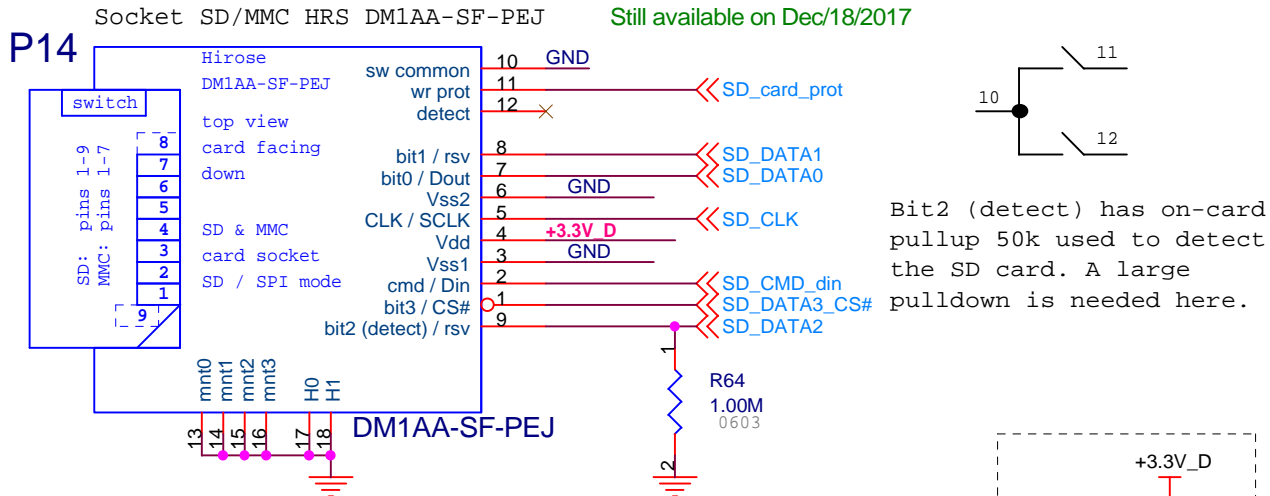 Socket SD/MMC HRS DM1AA-SF-PEJ
Still available on Dec/18/2017
P14
Hirose
DM1AA-SF-PEJ
top view
card facing
down
SD & MMC
card socket
SD / SPI mode
switch
SD: pins 1-9
MMC: pins 1-7
8
7
6
5
4
3
2
1
9
sw common 10 GND
wr prot 11 SD_card_prot
detect 12
bit1 / rsv 8 SD_DATA1
bit0 / Dout 7 SD_DATA0
Vss2 6 GND
CLK / SCLK 5 SD_CLK
Vdd 4 +3.3V_D
Vss1 3 GND
cmd / Din 2 SD_CMD_din
bit3 / CS# 1 SD_DATA3_CS#
bit2 (detect) / rsv 9 SD_DATA2
mnt0 mnt1 mnt2 mnt3 H0 H1
13 14 15 16 17 18
DM1AA-SF-PEJ
1
R64
1.00M
0603
2
11
10
12
Bit2 (detect) has on-card
pullup 50k used to detect
the SD card. A large
pulldown is needed here.
+3.3V_D